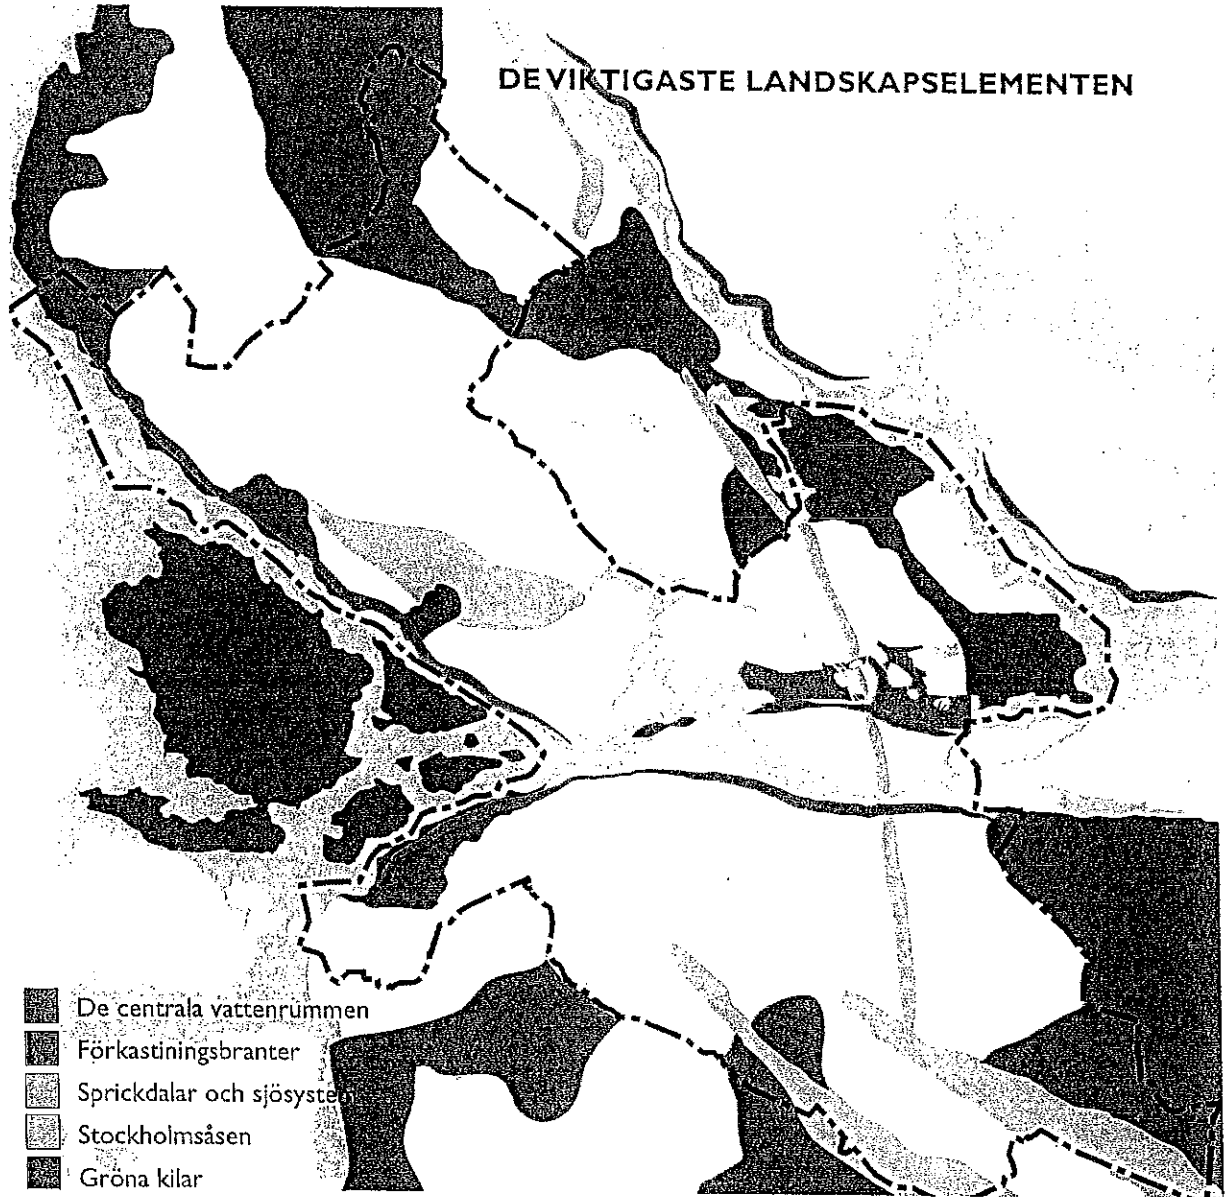 DE VIKTIGASTE LANDSKAPSELEMENTEN
De centrala vattenrummen
Förkastiningsbranter
Sprickdalar och sjösystem
Stockholmsåsen
Gröna kilar